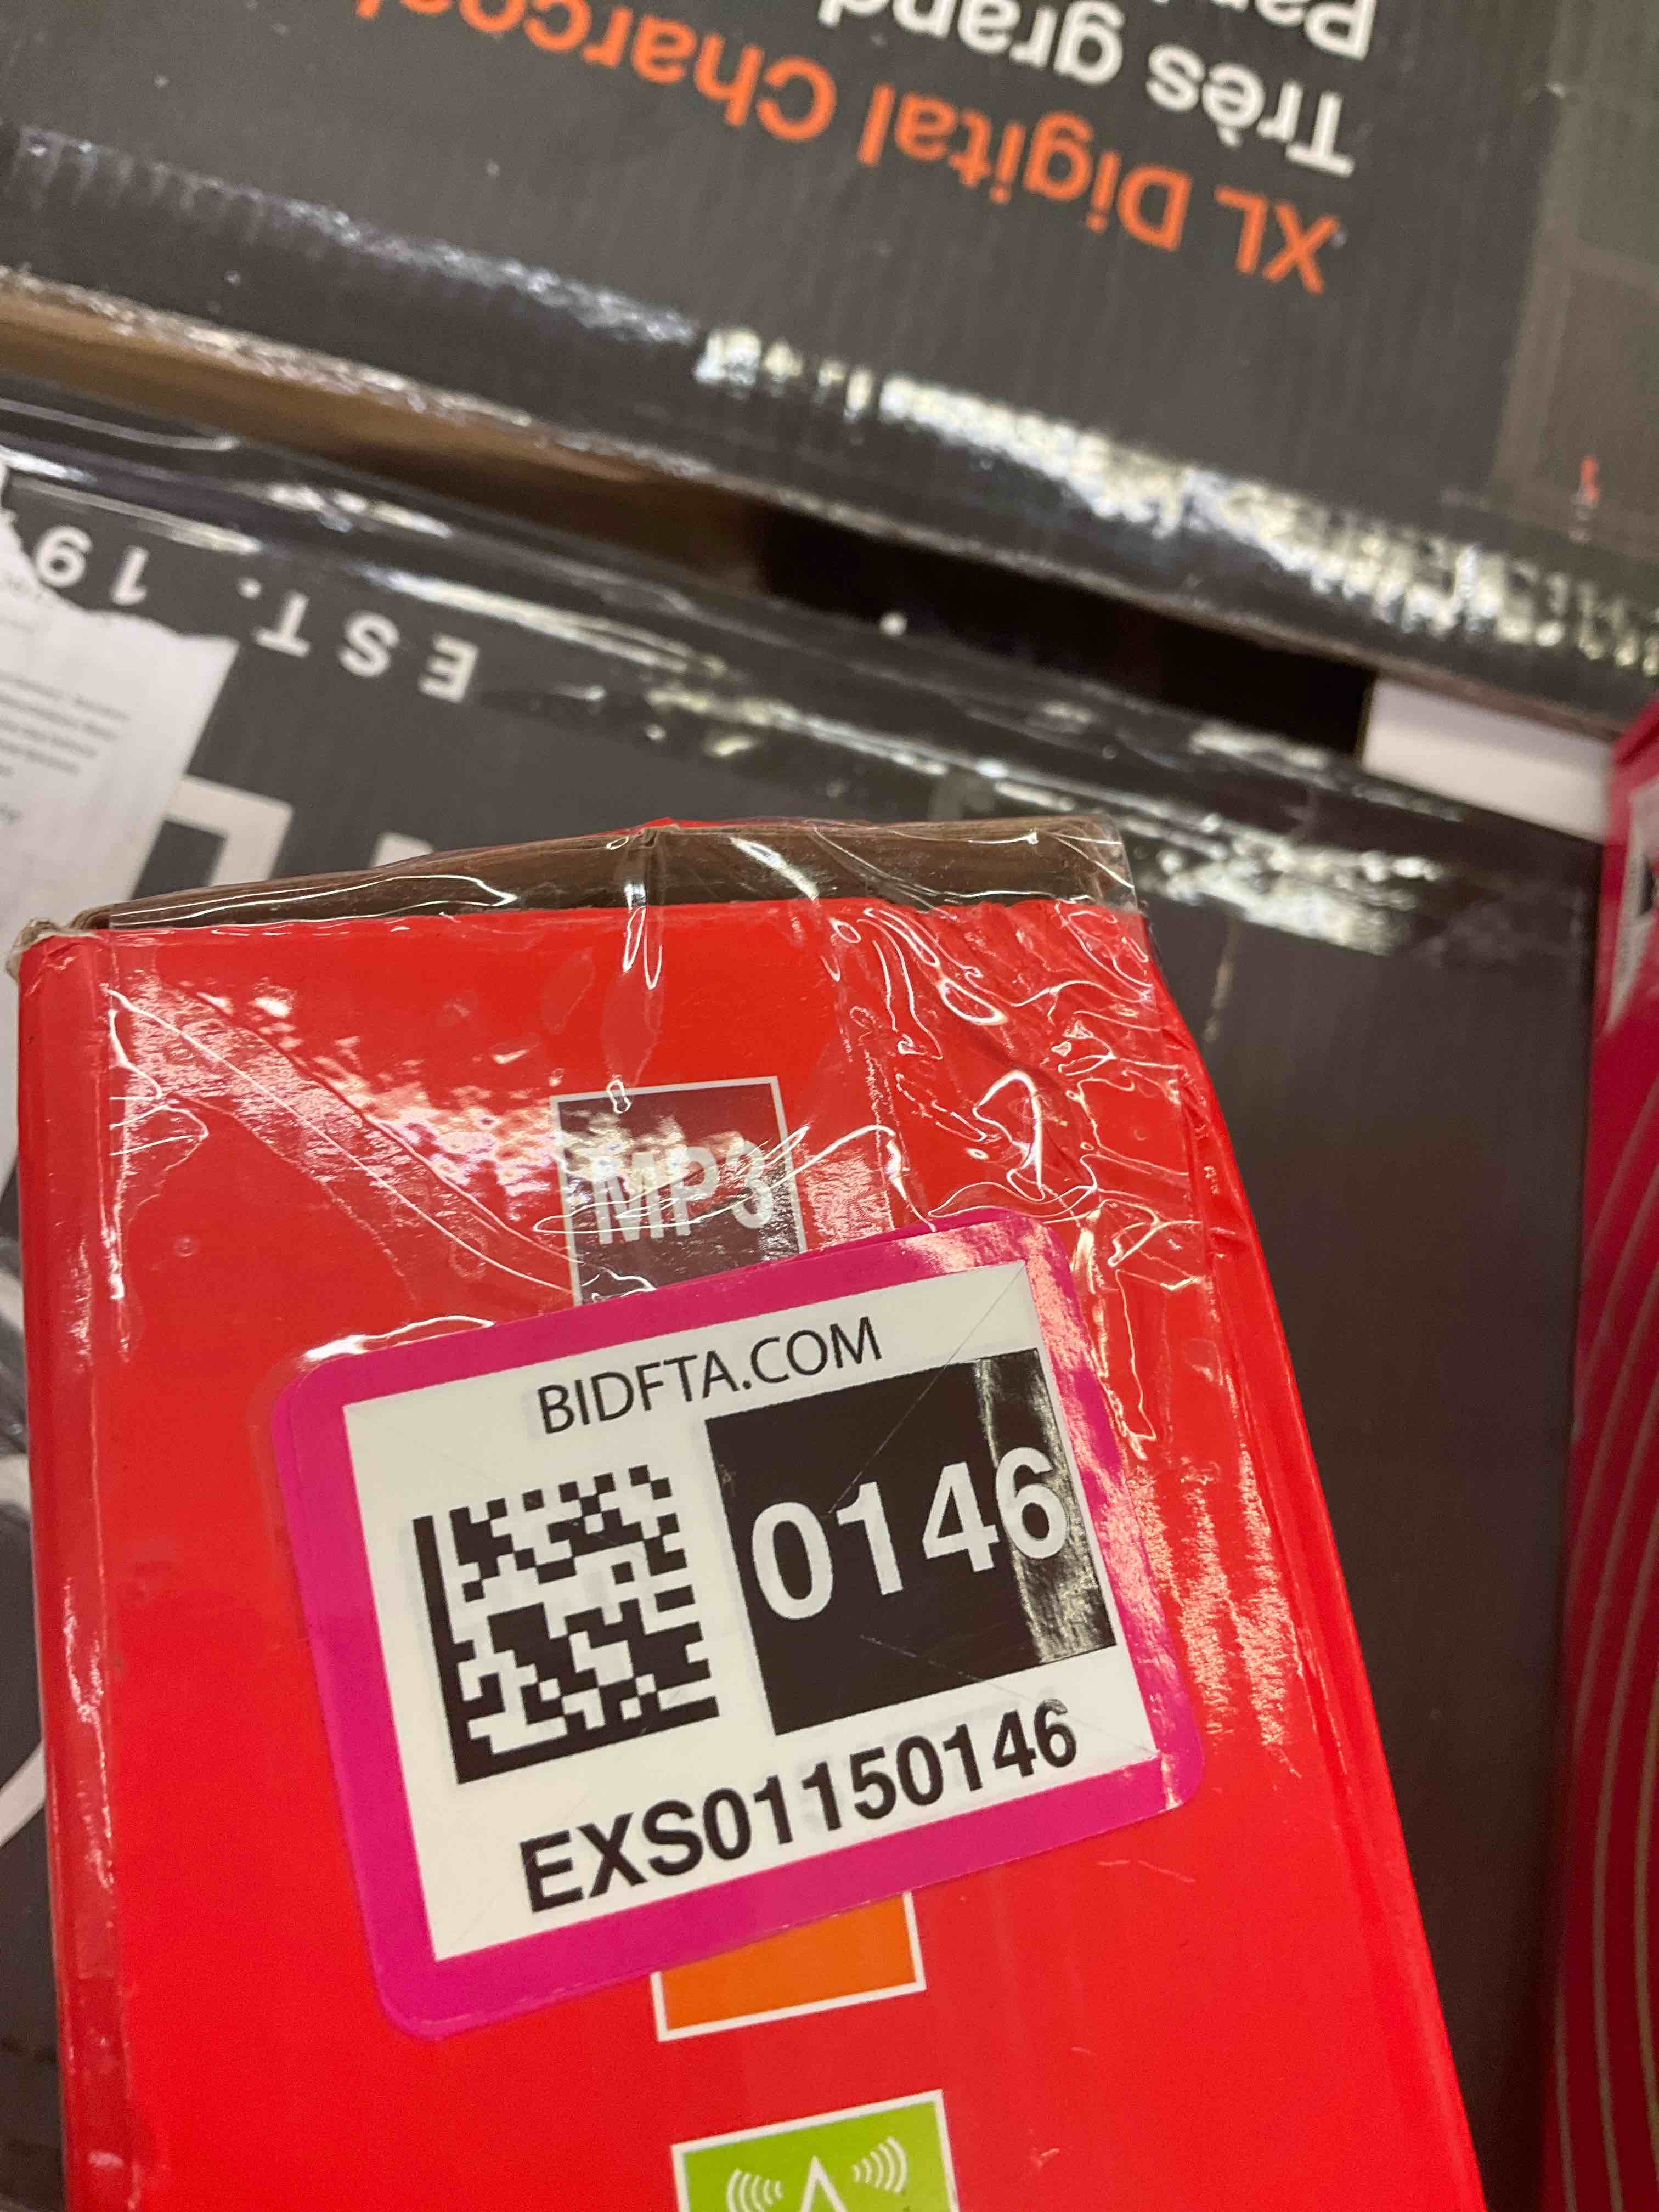 XL Digital Charcoal
Très grand
EST. 19
MP3
BIDFTA.COM
0146
EXS01150146